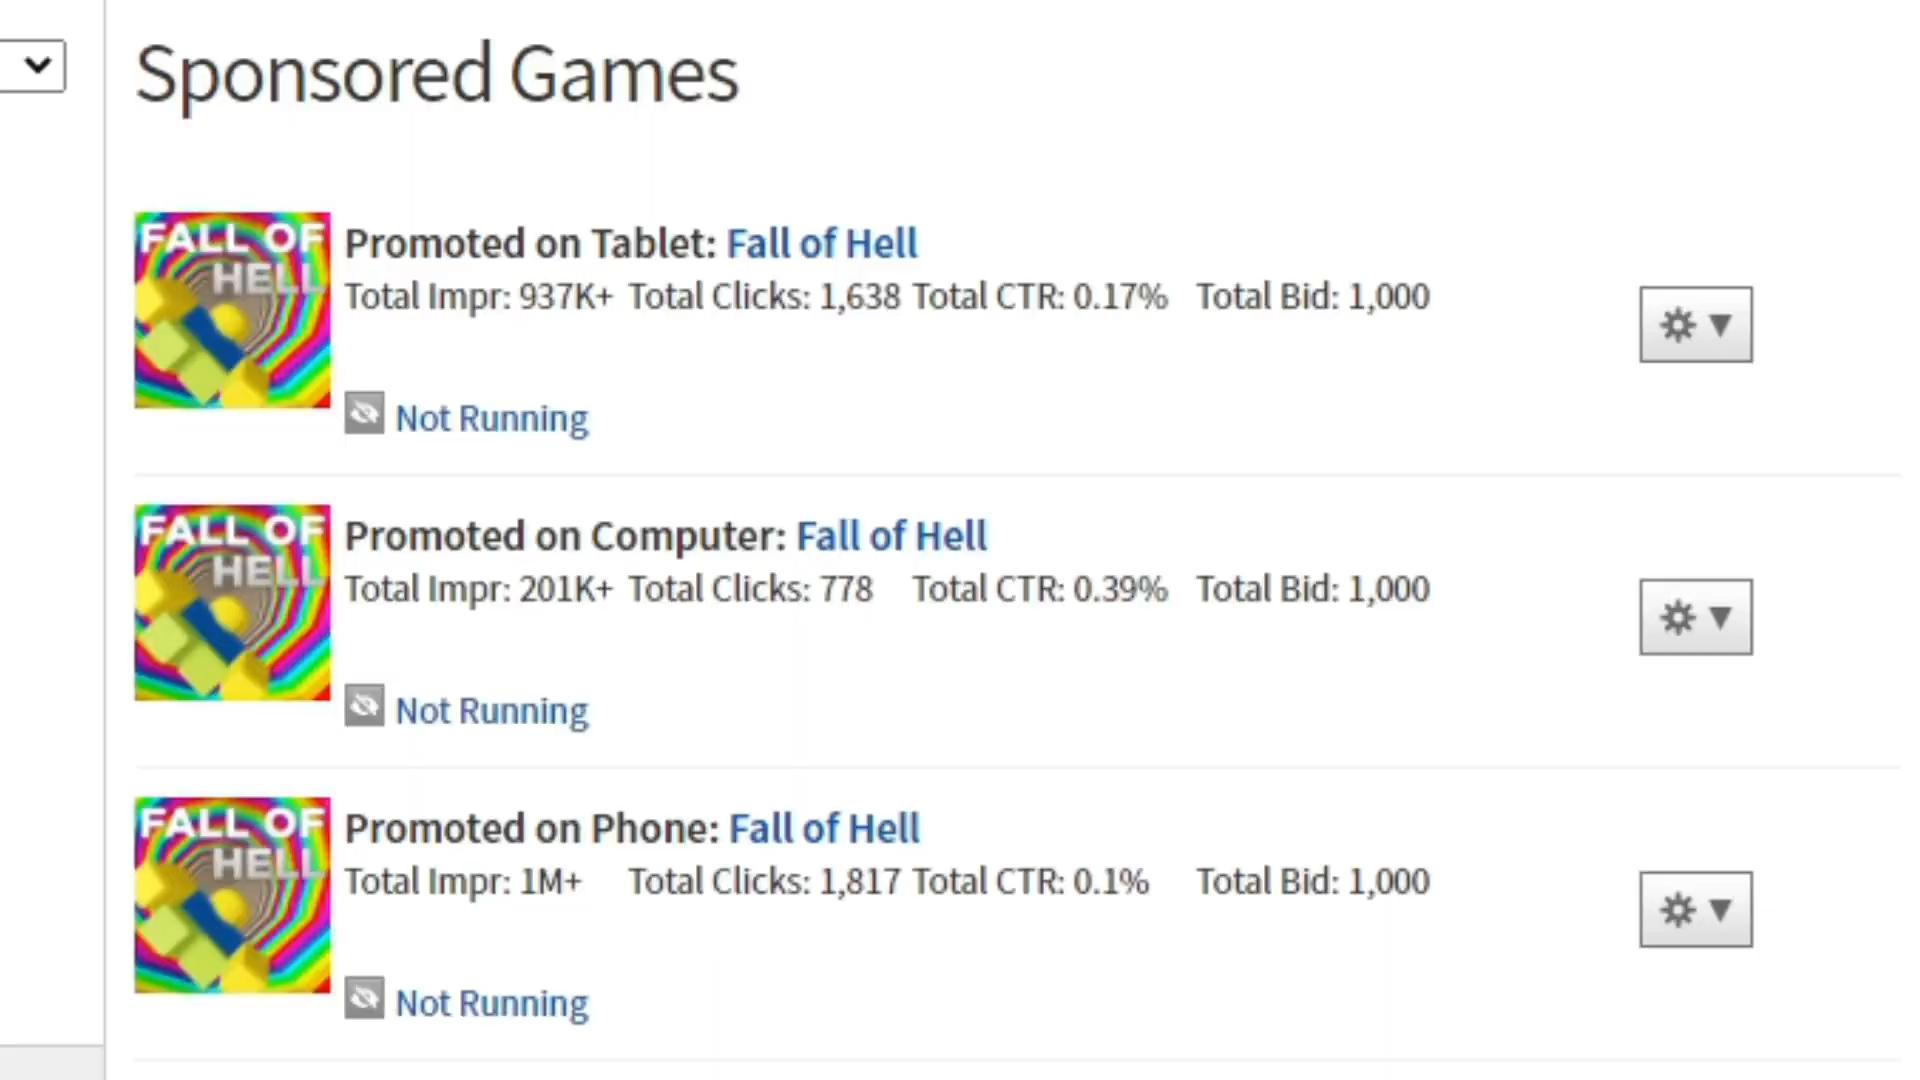 Sponsored Games
FALL OF
HELL
Promoted on Tablet: Fall of Hell
Total Impr: 937K+ Total Clicks: 1,638 Total CTR: 0.17% Total Bid: 1,000
Not Running
FALL OF
HELL
Promoted on Computer: Fall of Hell
Total Impr: 201K+ Total Clicks: 778 Total CTR: 0.39% Total Bid: 1,000
Not Running
FALL OF
HELL
Promoted on Phone: Fall of Hell
Total Impr: 1M+ Total Clicks: 1,817 Total CTR: 0.1% Total Bid: 1,000
Not Running